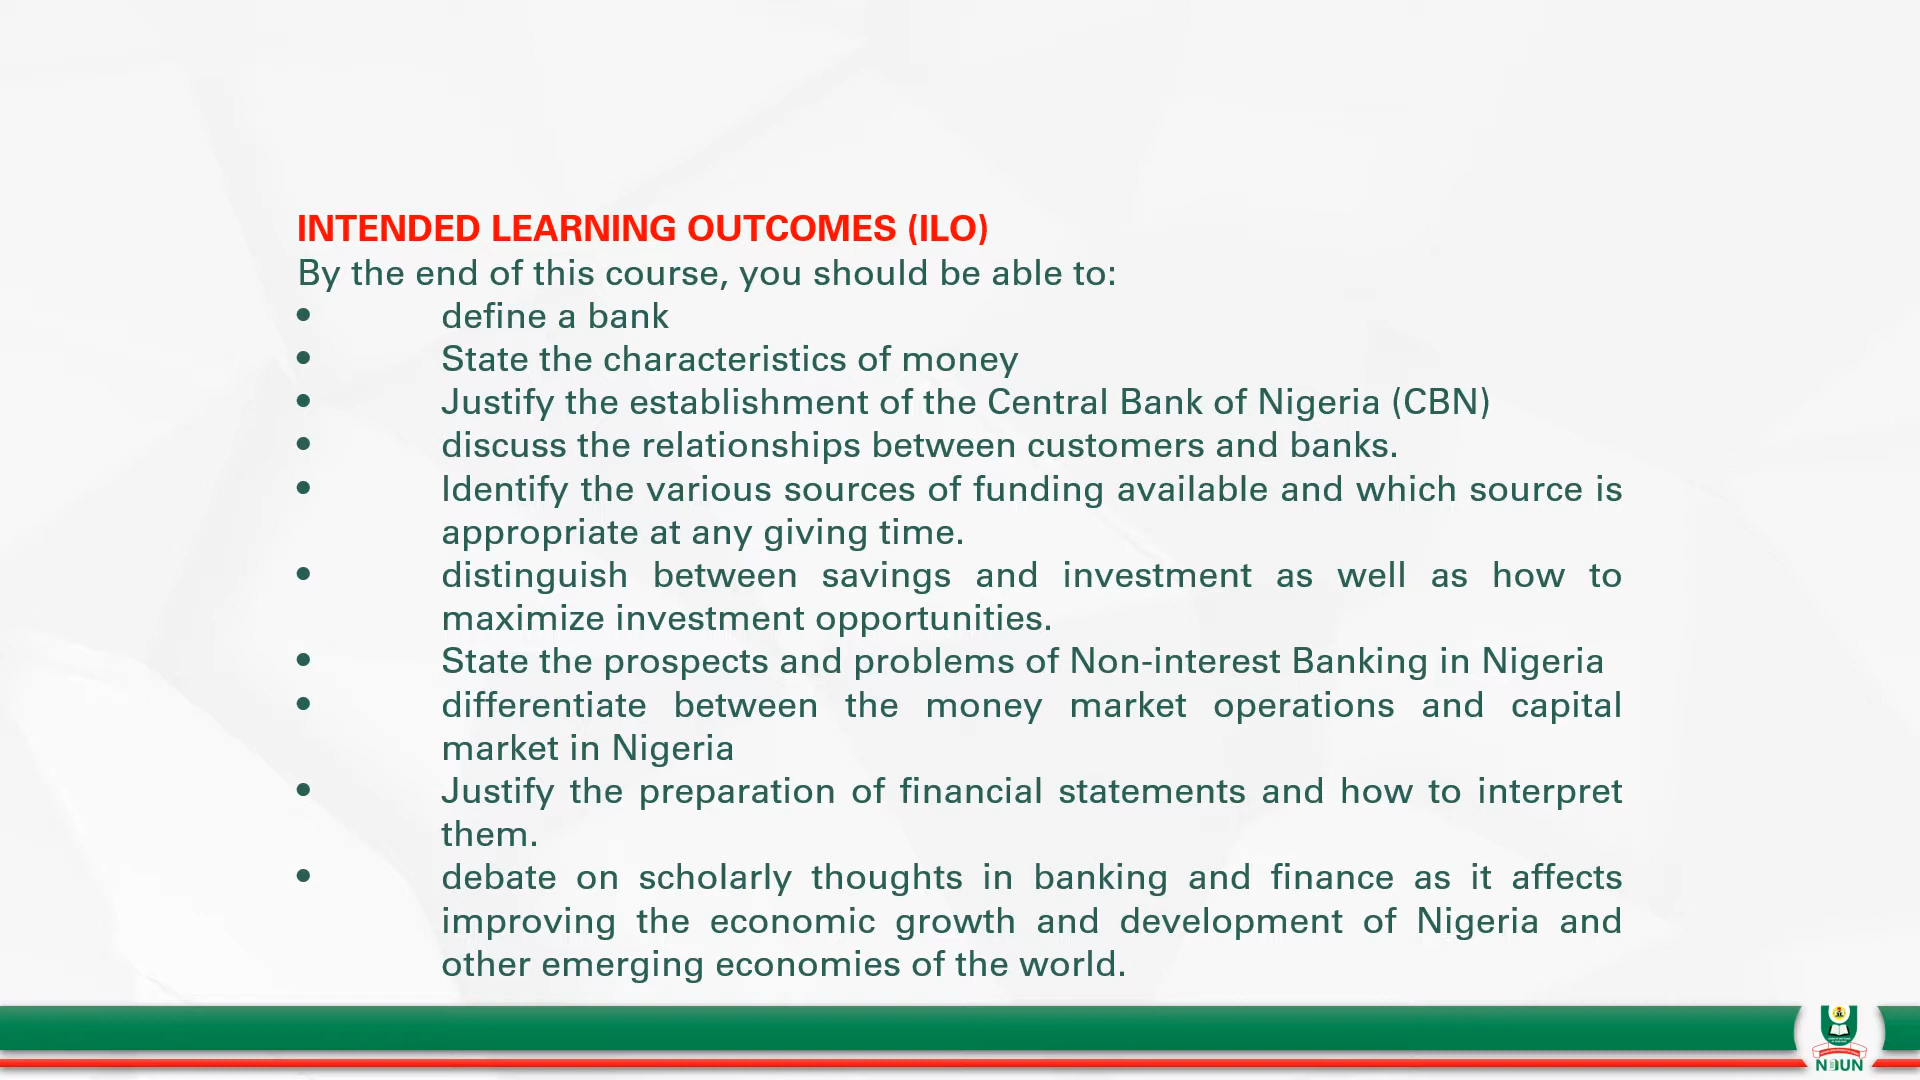 INTENDED LEARNING OUTCOMES (ILO)
By the end of this course, you should be able to:
• define a bank
• State the characteristics of money
• Justify the establishment of the Central Bank of Nigeria (CBN)
• discuss the relationships between customers and banks.
• Identify the various sources of funding available and which source is
appropriate at any giving time.
• distinguish between savings and investment as well as how to
maximize investment opportunities.
• State the prospects and problems of Non-interest Banking in Nigeria
• differentiate between the money market operations and capital
market in Nigeria
• Justify the preparation of financial statements and how to interpret
them.
• debate on scholarly thoughts in banking and finance as it affects
improving the economic growth and development of Nigeria and
other emerging economies of the world.
NOUN